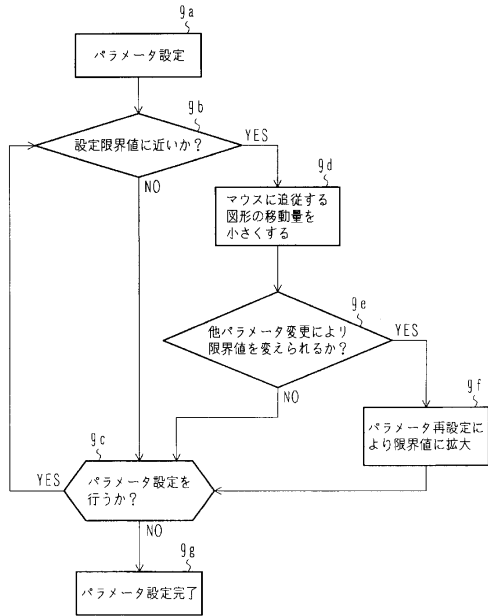 9a
パラメータ設定
9b
設定限界値に近いか？
YES
NO
9d
マウスに追従する
図形の移動量を
小さくする
9e
他パラメータ変更により
限界値を変えられるか？
YES
NO
9f
パラメータ再設定に
より限界値に拡大
9c
パラメータ設定を
行うか？
YES
NO
9g
パラメータ設定完了